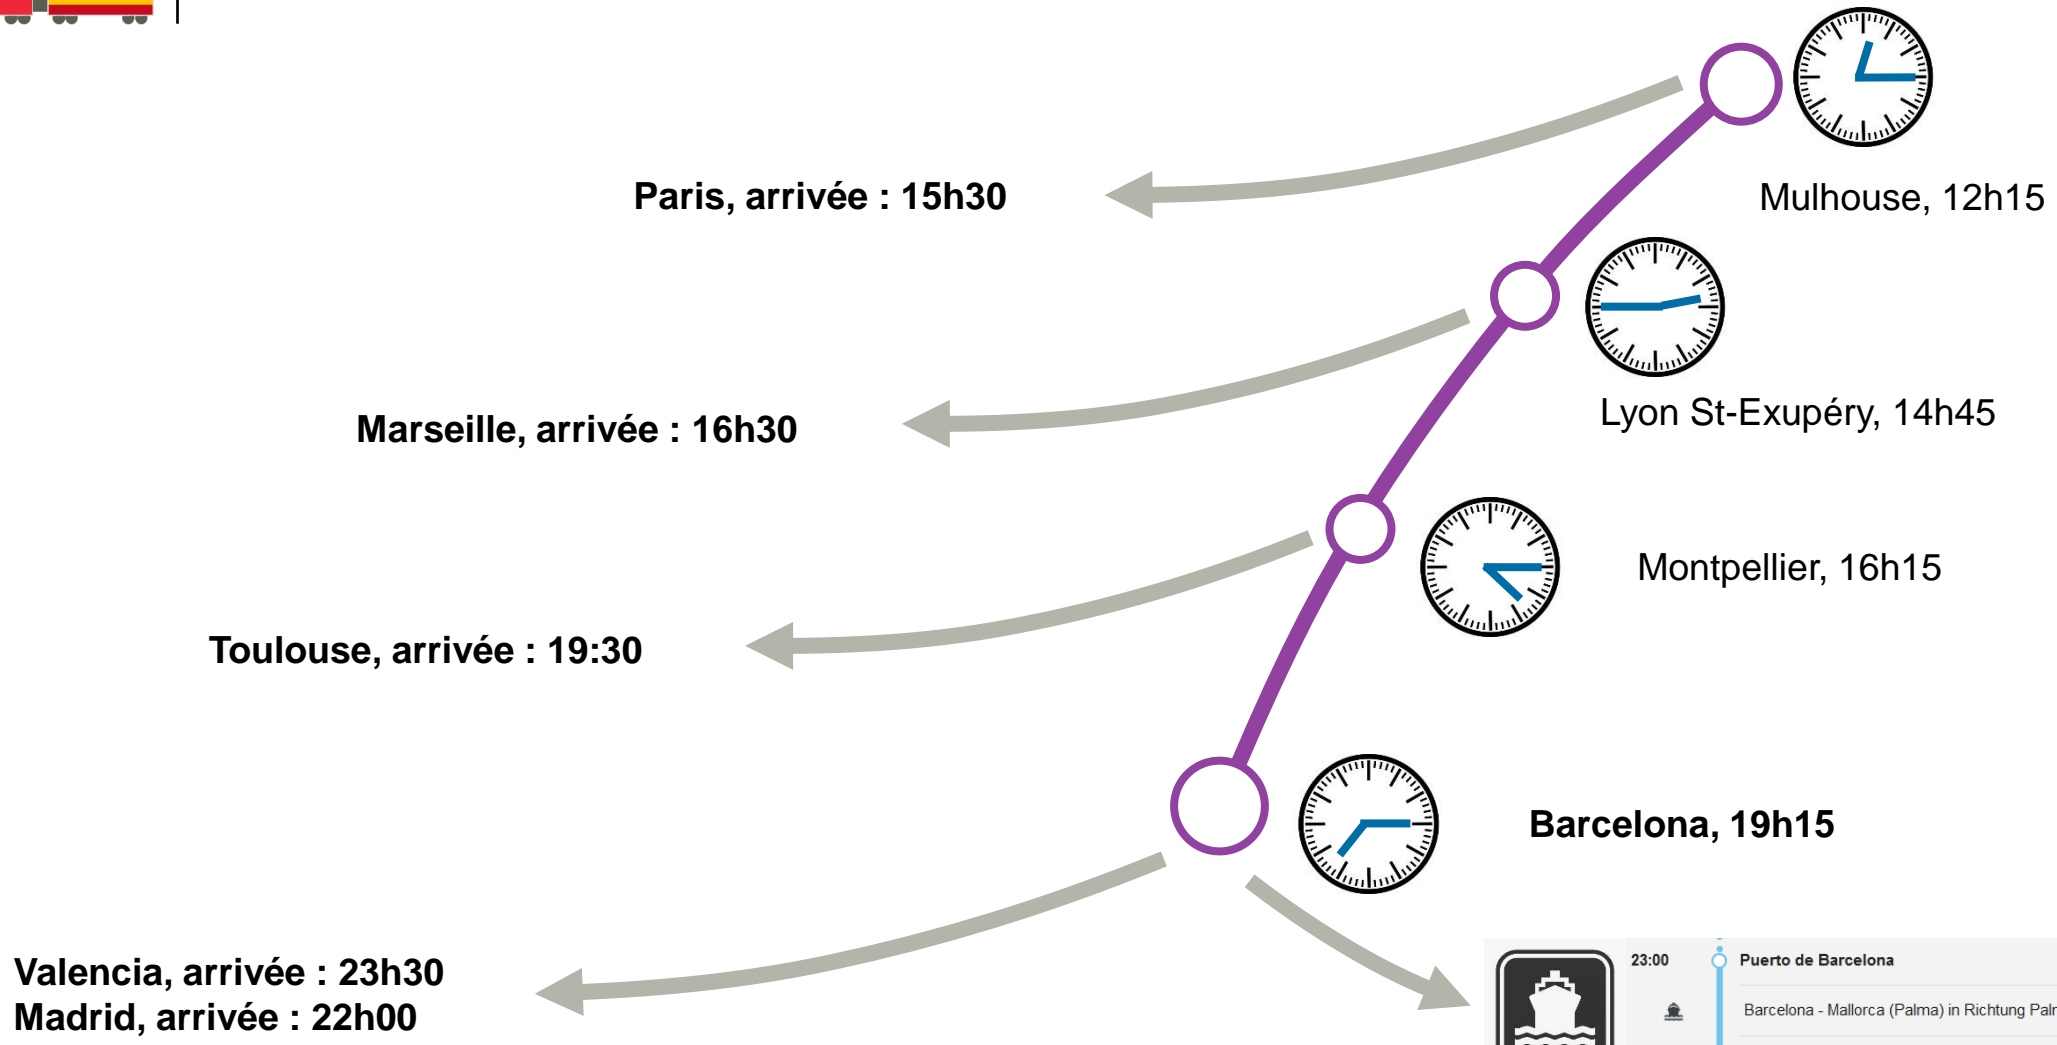 Mulhouse, 12h15
Paris, arrivée : 15h30
Lyon St-Exupéry, 14h45
Marseille, arrivée : 16h30
Montpellier, 16h15
Toulouse, arrivée : 19:30
Barcelona, 19h15
Valencia, arrivée : 23h30
Madrid, arrivée : 22h00
23:00 Puerto de Barcelona
Barcelona - Mallorca (Palma) in Richtung